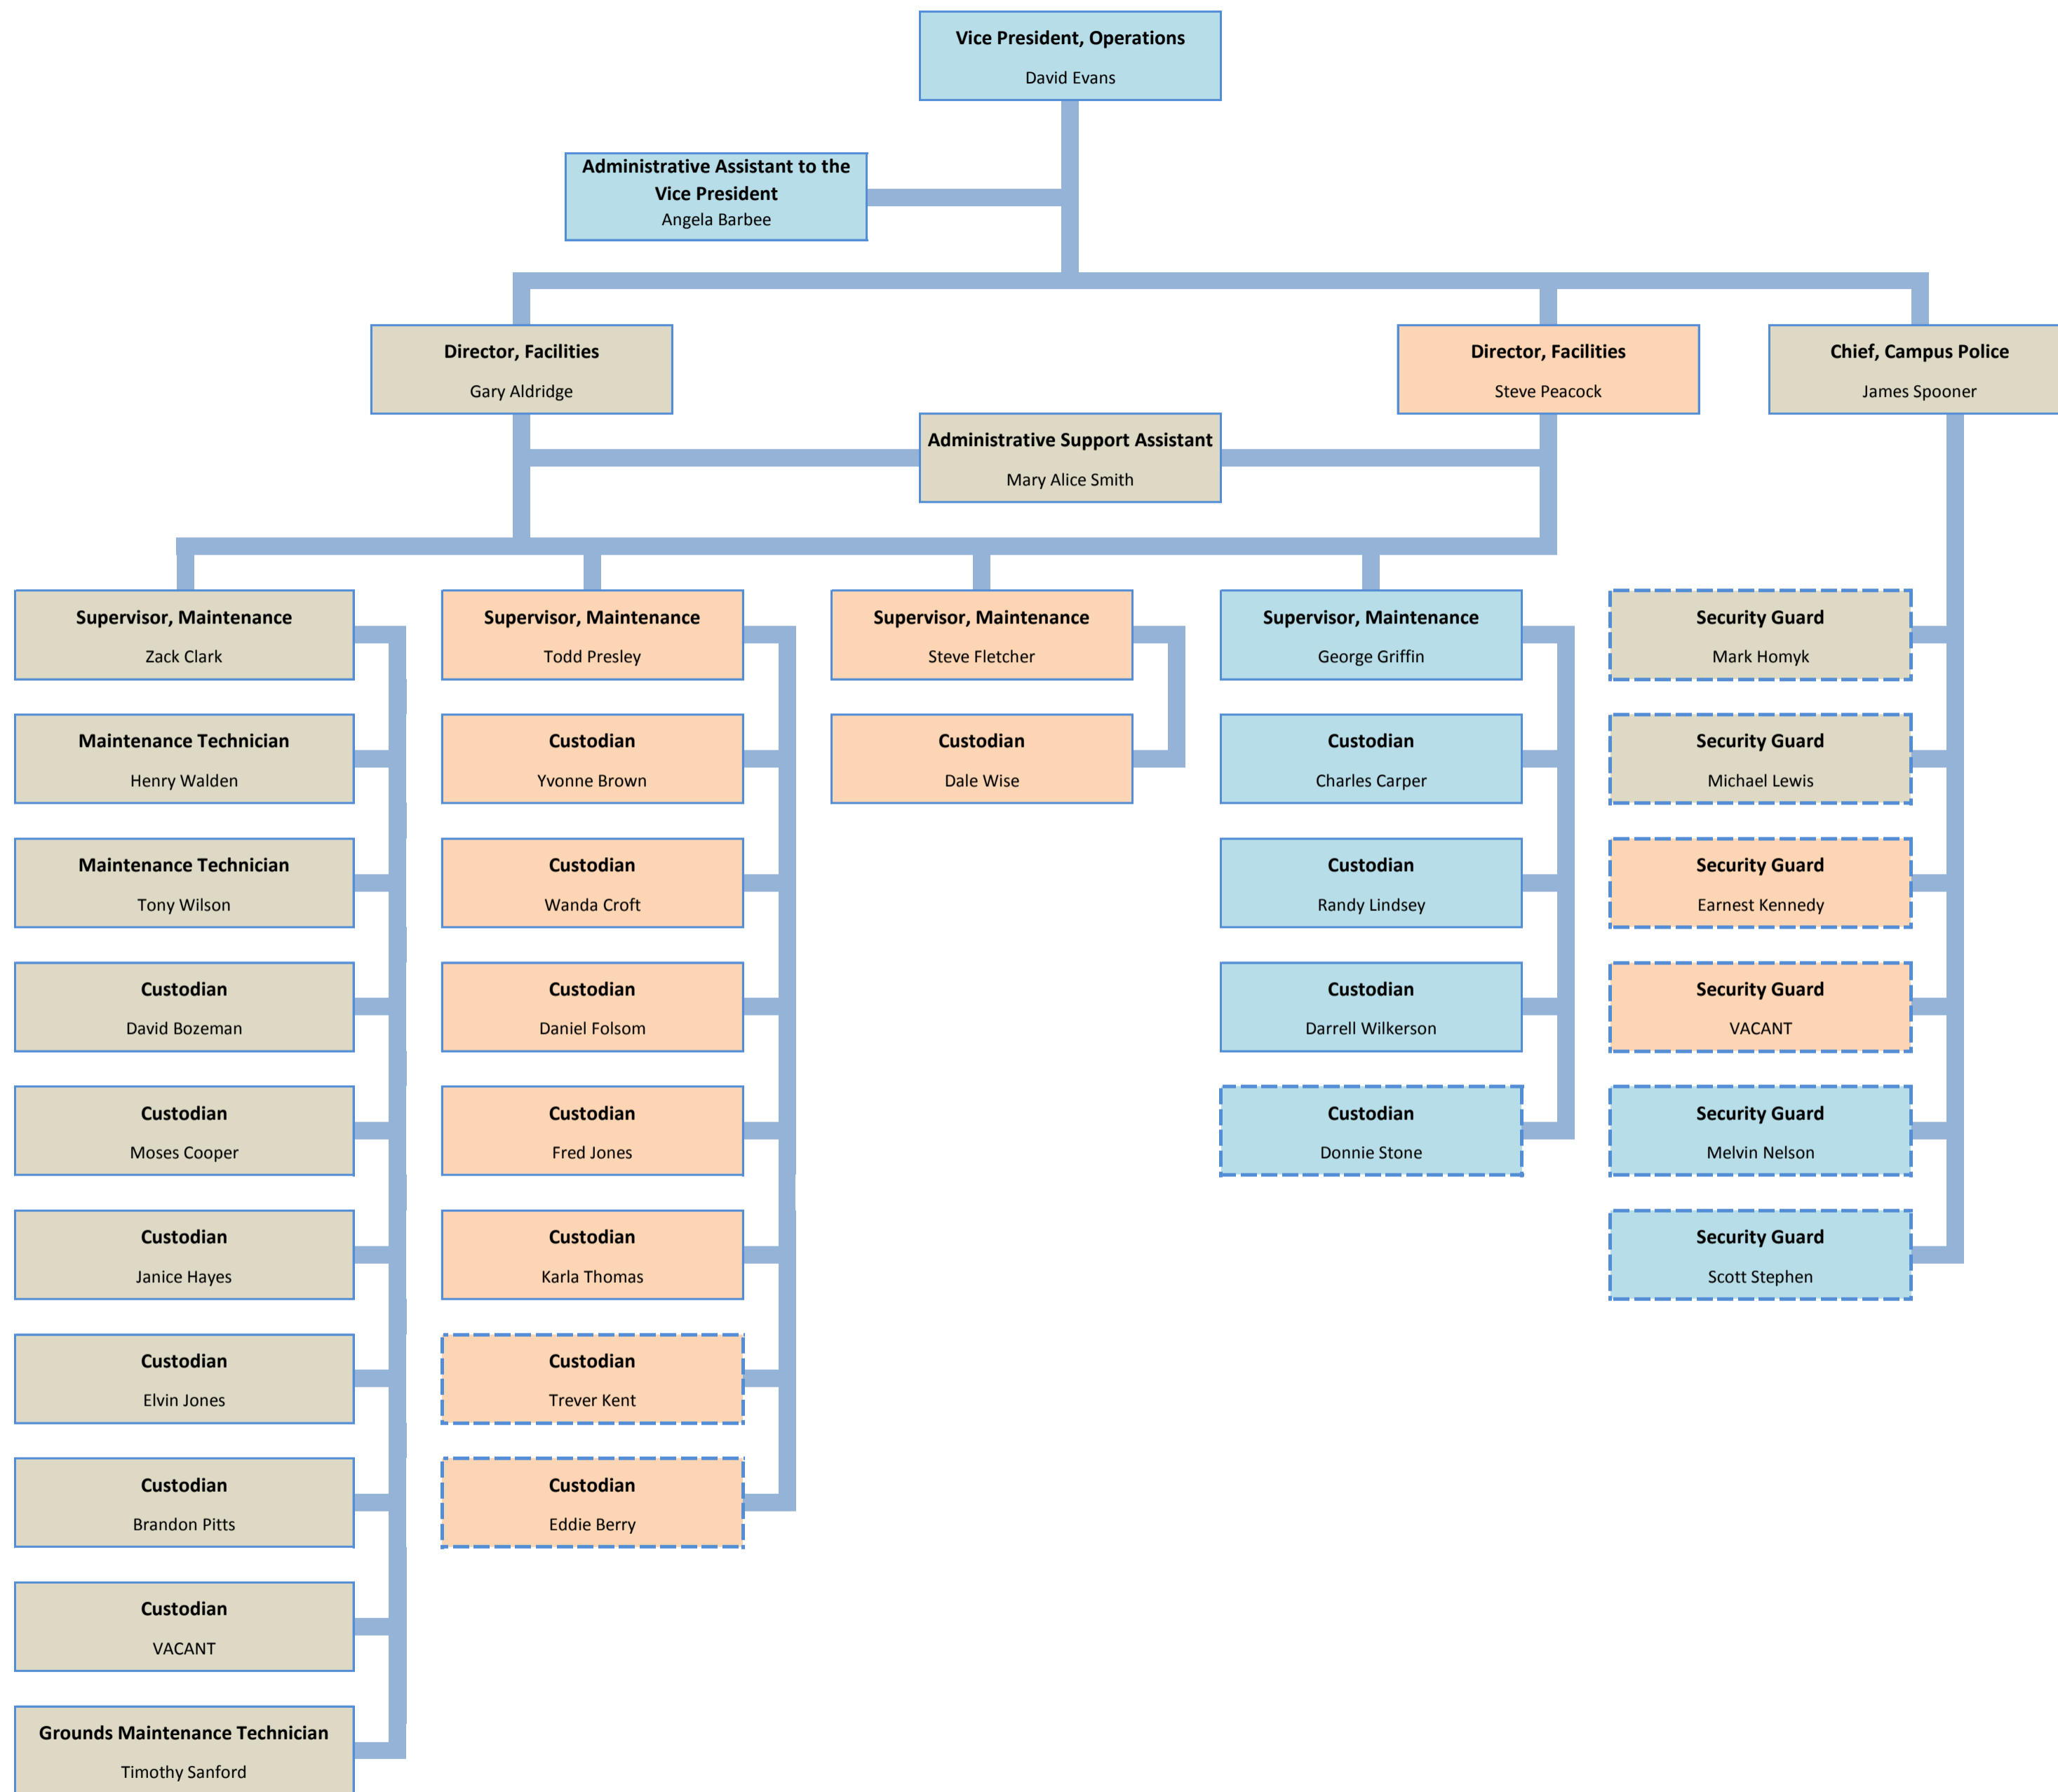 Vice President, Operations
David Evans
Administrative Assistant to the
Vice President
Angela Barbee
Director, Facilities
Gary Aldridge
Director, Facilities
Steve Peacock
Chief, Campus Police
James Spooner
Administrative Support Assistant
Mary Alice Smith
Supervisor, Maintenance
Zack Clark
Maintenance Technician
Henry Walden
Maintenance Technician
Tony Wilson
Custodian
David Bozeman
Custodian
Moses Cooper
Custodian
Janice Hayes
Custodian
Elvin Jones
Custodian
Brandon Pitts
Custodian
VACANT
Grounds Maintenance Technician
Timothy Sanford
Supervisor, Maintenance
Todd Presley
Custodian
Yvonne Brown
Custodian
Wanda Croft
Custodian
Daniel Folsom
Custodian
Fred Jones
Custodian
Karla Thomas
Custodian
Trever Kent
Custodian
Eddie Berry
Supervisor, Maintenance
Steve Fletcher
Custodian
Dale Wise
Supervisor, Maintenance
George Griffin
Custodian
Charles Carper
Custodian
Randy Lindsey
Custodian
Darrell Wilkerson
Custodian
Donnie Stone
Security Guard
Mark Homyk
Security Guard
Michael Lewis
Security Guard
Earnest Kennedy
Security Guard
VACANT
Security Guard
Melvin Nelson
Security Guard
Scott Stephen